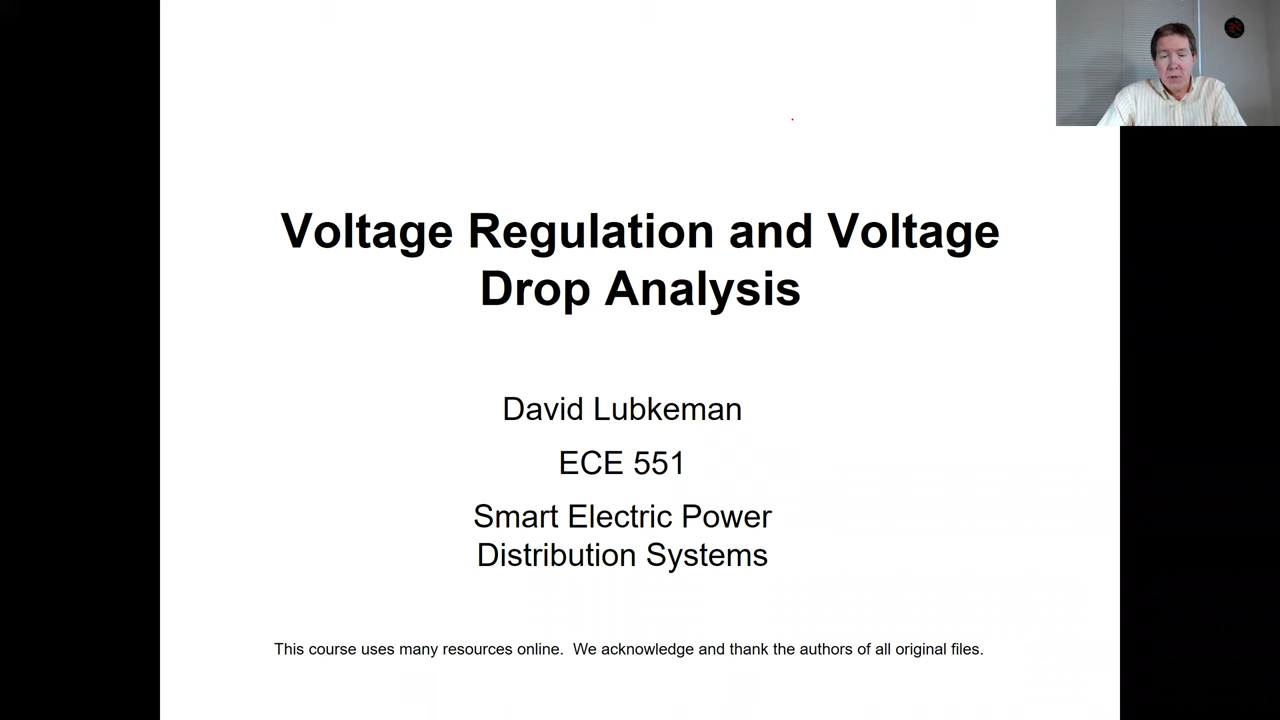 Voltage Regulation and Voltage
Drop Analysis
David Lubkeman
ECE 551
Smart Electric Power
Distribution Systems
This course uses many resources online.  We acknowledge and thank the authors of all original files.